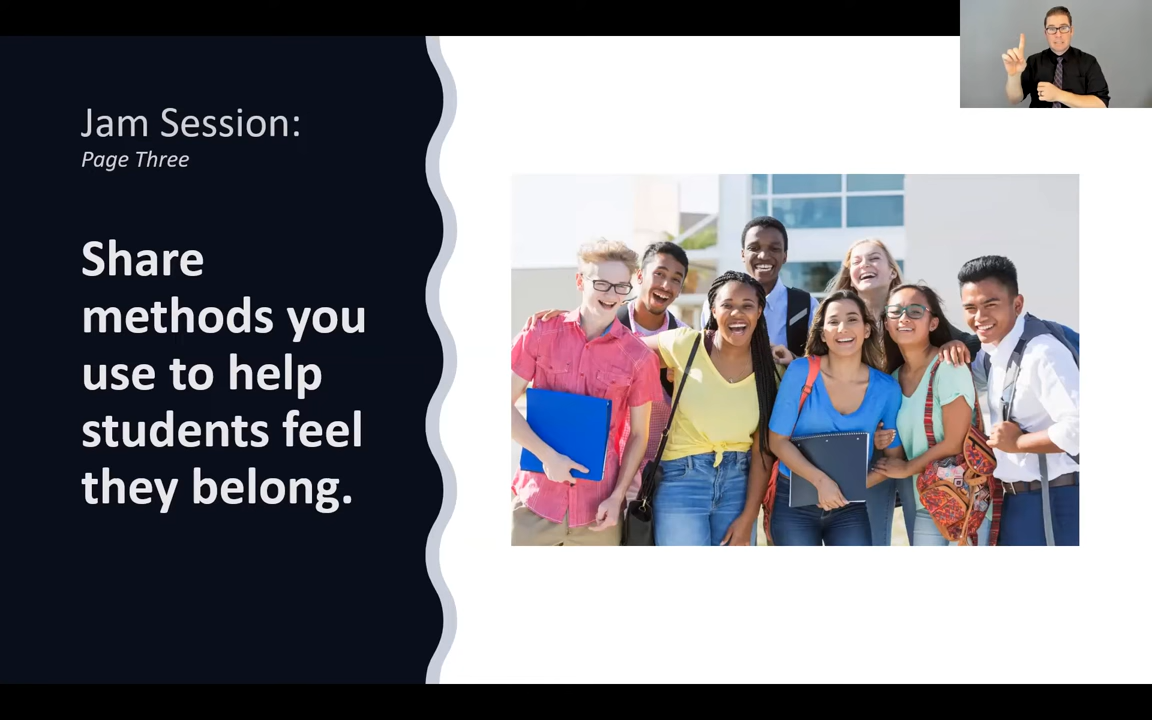 Jam Session:
Page Three
Share
methods you
use to help
students feel
they belong.